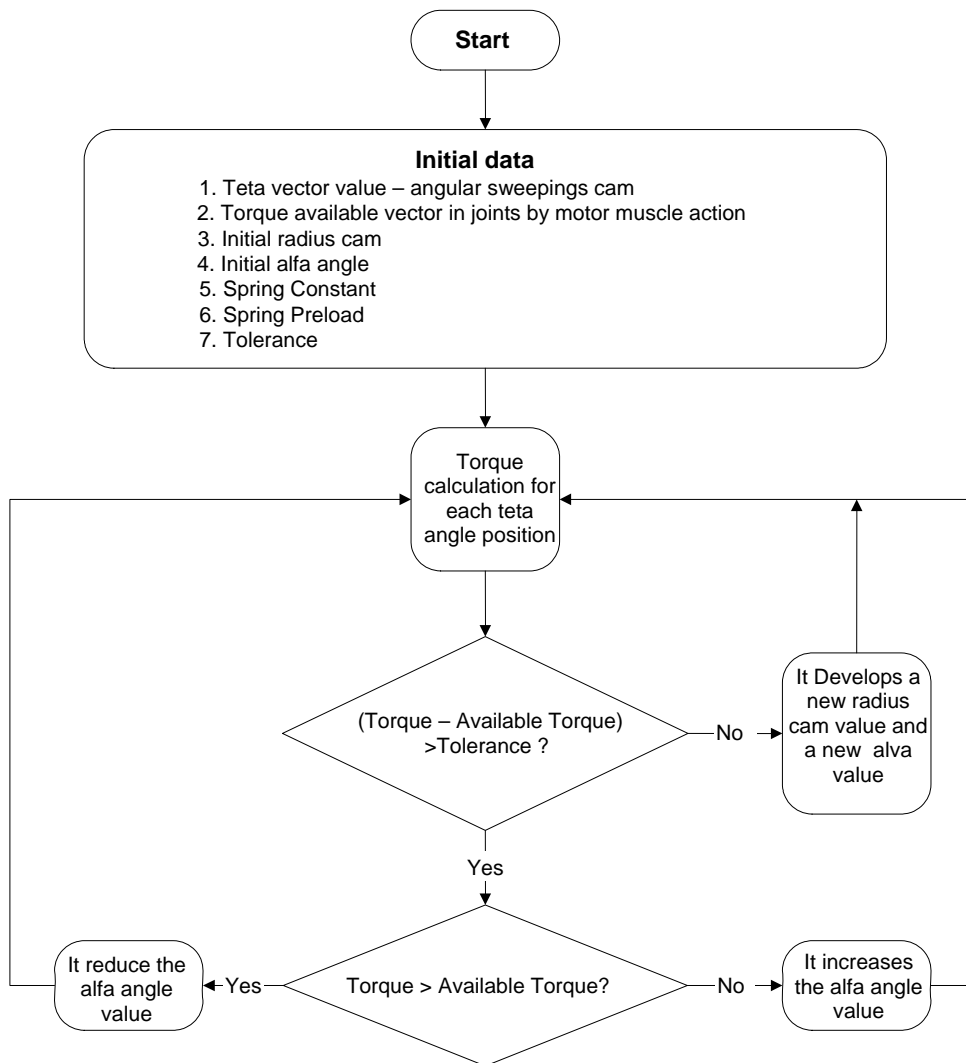 Start
Initial data
1. Teta vector value – angular sweepings cam
2. Torque available vector in joints by motor muscle action
3. Initial radius cam
4. Initial alfa angle
5. Spring Constant
6. Spring Preload
7. Tolerance
Torque
calculation for
each teta
angle position
(Torque – Available Torque)
>Tolerance ?
No
It Develops a
new radius
cam value and
a new alva
value
Yes
Torque > Available Torque?
Yes
It reduce the
alfa angle
value
No
It increases
the alfa angle
value